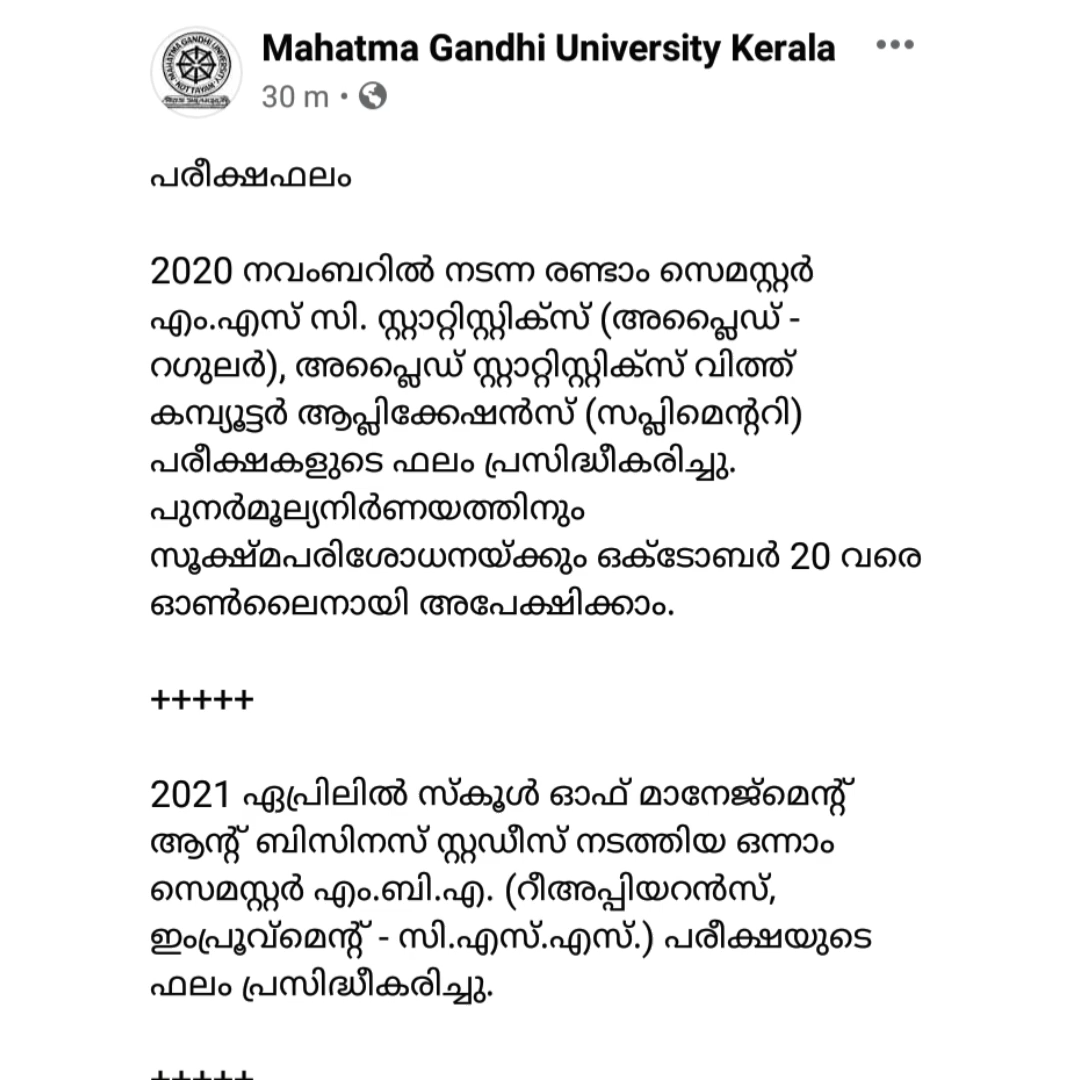 Mahatma Gandhi University Kerala
30 m
പരീക്ഷഫലം
2020 നവംബറിൽ നടന്ന രണ്ടാം സെമസ്റ്റർ
എം.എസ് സി. സ്റ്റാറ്റിസ്റ്റിക്സ് (അപ്ലൈഡ് -
റഗുലർ), അപ്ലൈഡ് സ്റ്റാറ്റിസ്റ്റിക്സ് വിത്ത്
കമ്പ്യൂട്ടർ ആപ്ലിക്കേഷൻസ് (സപ്ലിമെന്ററി)
പരീക്ഷകളുടെ ഫലം പ്രസിദ്ധീകരിച്ചു.
പുനർമൂല്യനിർണയത്തിനും
സൂക്ഷ്മപരിശോധനയ്ക്കും ഒക്ടോബർ 20 വരെ
ഓൺലൈനായി അപേക്ഷിക്കാം.
+++++
2021 ഏപ്രിലിൽ സ്കൂൾ ഓഫ് മാനേജ്മെന്റ്
ആന്റ് ബിസിനസ് സ്റ്റഡീസ് നടത്തിയ ഒന്നാം
സെമസ്റ്റർ എം.ബി.എ. (റീഅപ്പിയറൻസ്,
ഇംപ്രൂവ്മെന്റ് - സി.എസ്.എസ്.) പരീക്ഷയുടെ
ഫലം പ്രസിദ്ധീകരിച്ചു.
+++++